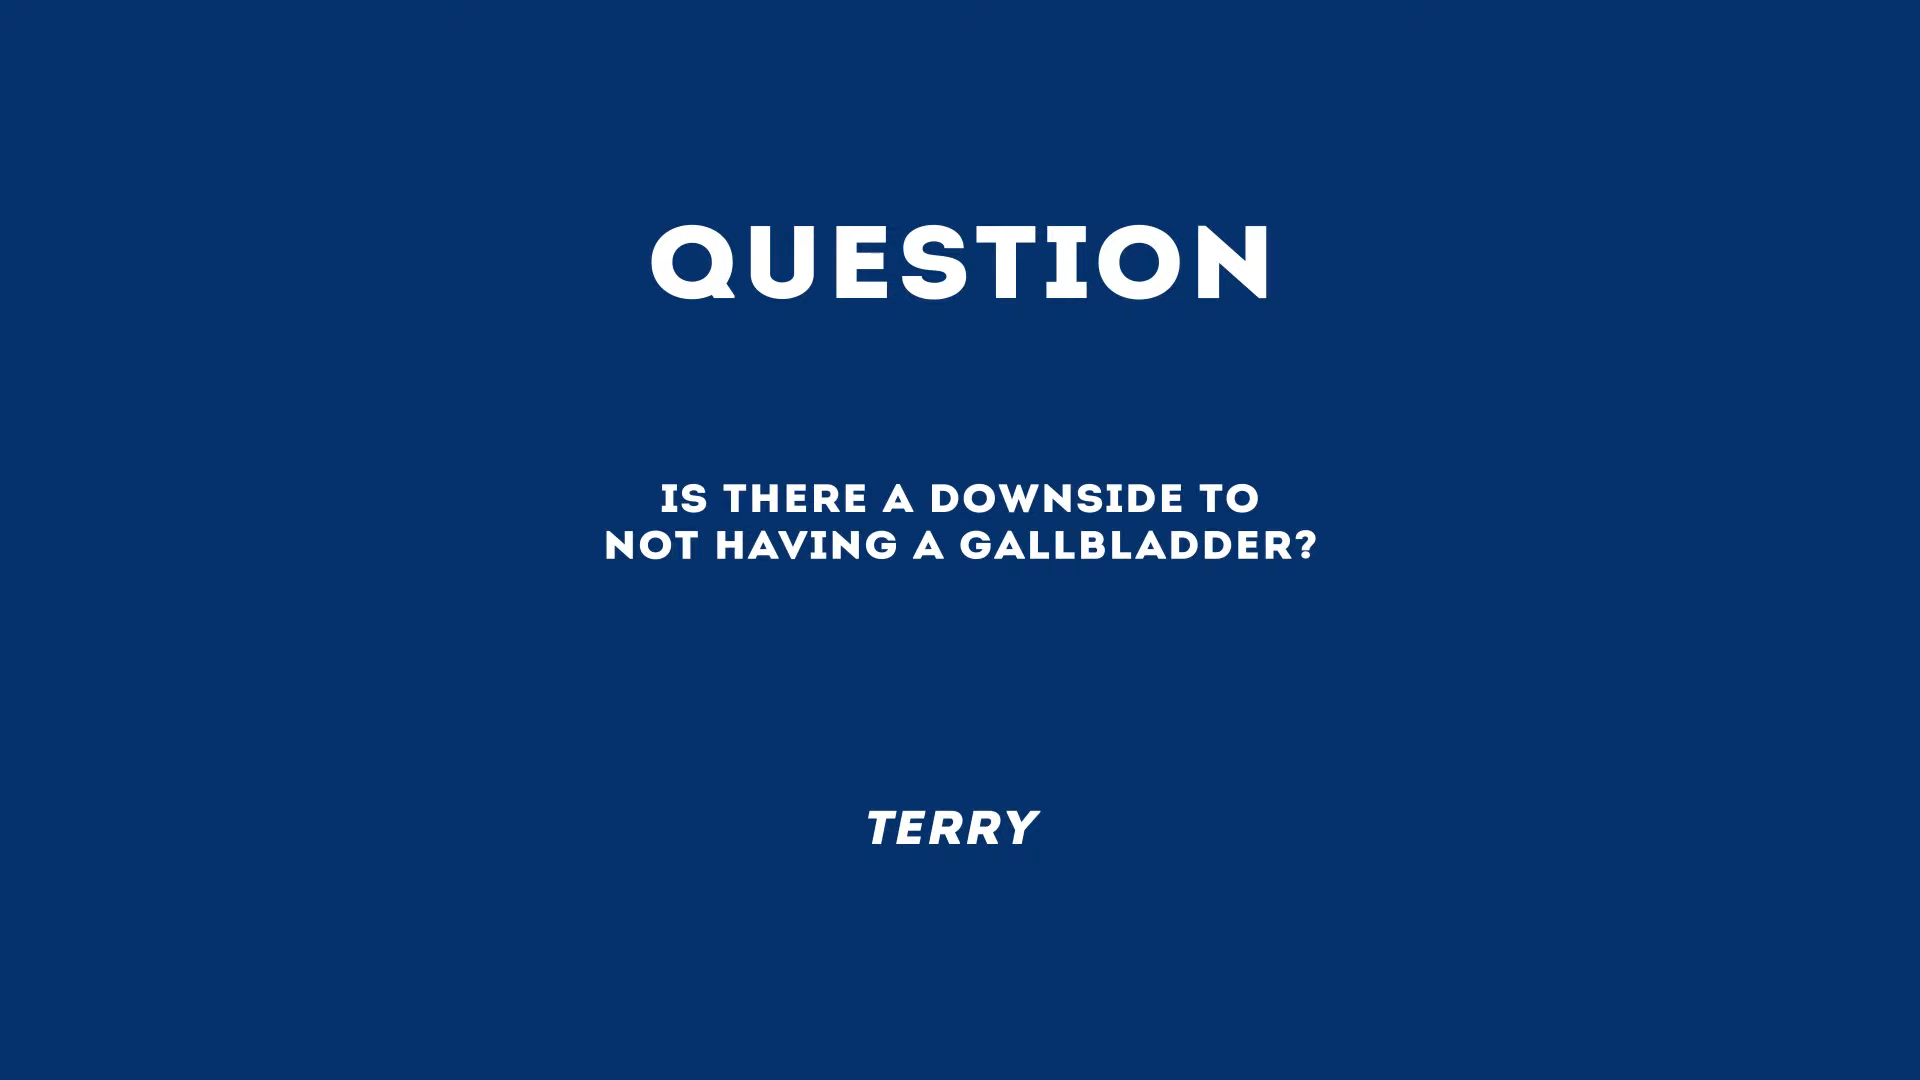 QUESTION
IS THERE A DOWNSIDE TO
NOT HAVING A GALLBLADDER?
TERRY